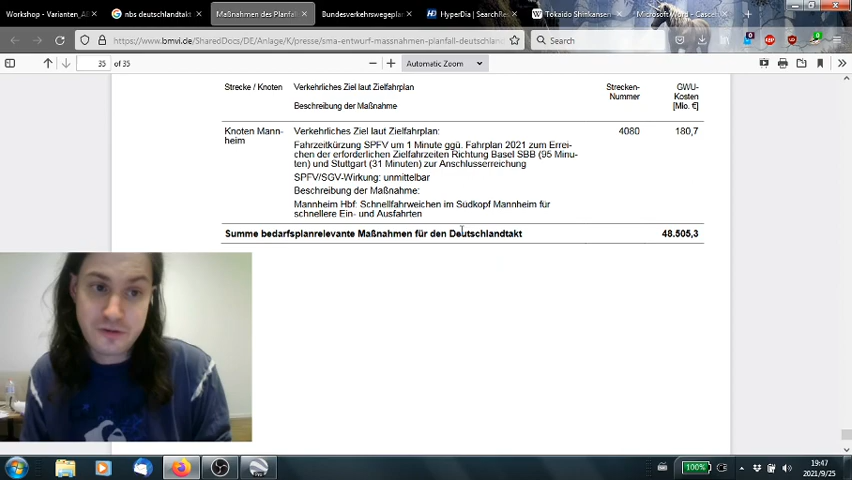 Workshop - Varianten_AB
nbs deutschlandtakt
Maßnahmen des Planfall
Bundesverkehrswegeplan
HyperDia | SearchRe
Tōkaidō Shinkansen
Microsoft Word - Cascet
https://www.bmvi.de/SharedDocs/DE/Anlage/K/presse/sma-entwurf-massnahmen-planfall-deutschlan
Search
35 of 35
Automatic Zoom
Strecke / Knoten
Verkehrliches Ziel laut Zielfahrplan
Beschreibung der Maßnahme
Strecken-
Nummer
GWU-
Kosten
[Mio. €]
Knoten Mann-
heim
Verkehrliches Ziel laut Zielfahrplan:
4080
180,7
Fahrzeitkürzung SPFV um 1 Minute ggü. Fahrplan 2021 zum Errei-
chen der erforderlichen Zielfahrzeiten Richtung Basel SBB (95 Minu-
ten) und Stuttgart (31 Minuten) zur Anschlusserreichung
SPFV/SGV-Wirkung: unmittelbar
Beschreibung der Maßnahme:
Mannheim Hbf: Schnellfahrweichen im Südkopf Mannheim für
schnellere Ein- und Ausfahrten
Summe bedarfsplanrelevante Maßnahmen für den Deutschlandtakt
48.505,3
100%
19:47
2021/9/25